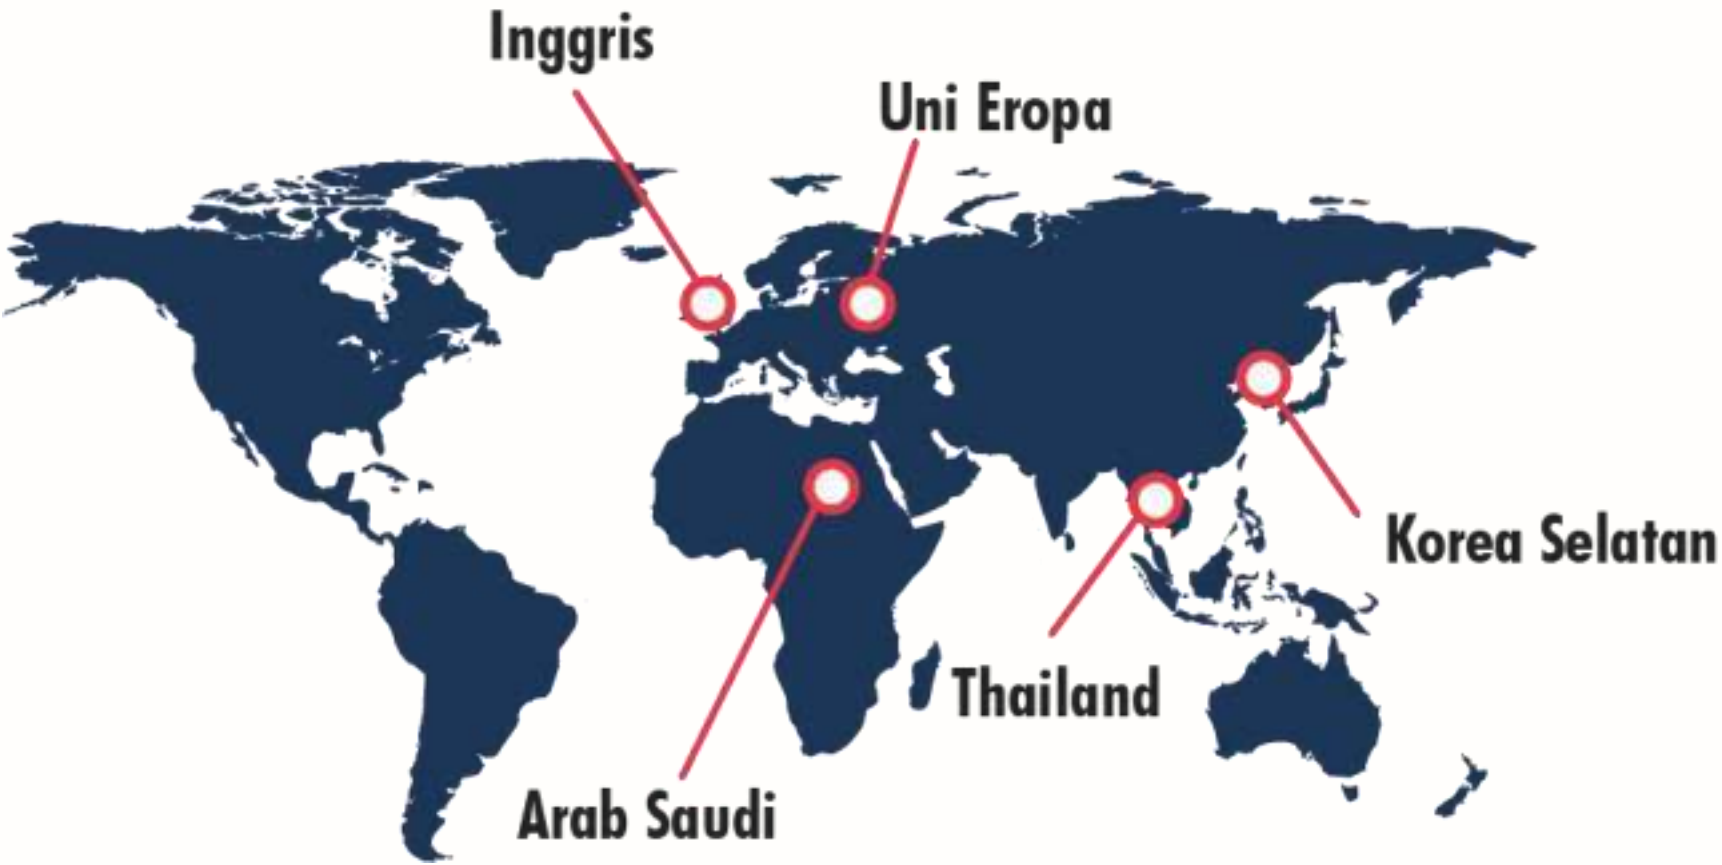 Inggris
Uni Eropa
Korea Selatan
Thailand
Arab Saudi